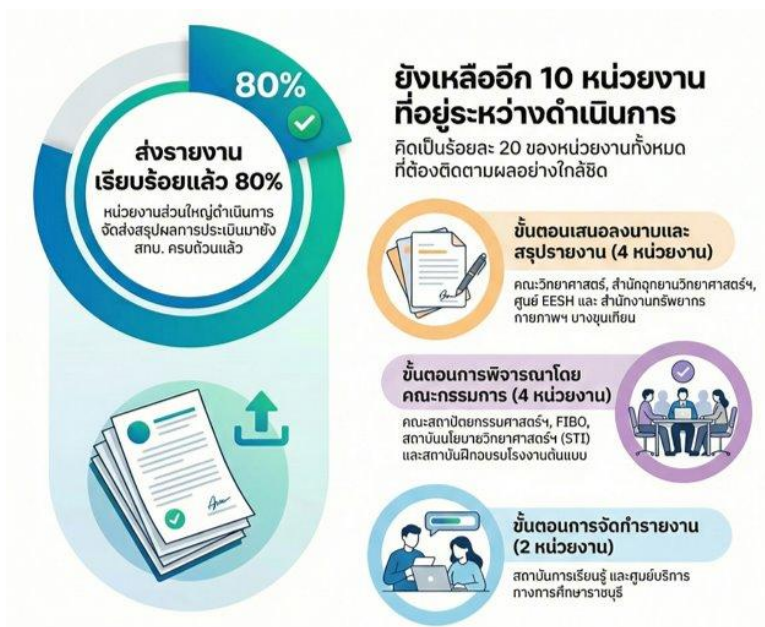 80%
ส่งรายงาน
เรียบร้อยแล้ว 80%
หน่วยงานส่วนใหญ่ดำเนินการ
จัดส่งสรุปผลการประเมินมายัง
สทบ. ครบถ้วนแล้ว
ยังเหลืออีก 10 หน่วยงาน
ที่อยู่ระหว่างดำเนินการ
คิดเป็นร้อยละ 20 ของหน่วยงานทั้งหมด
ที่ต้องติดตามผลอย่างใกล้ชิด
ขั้นตอนเสนอลงนามและ
สรุปรายงาน (4 หน่วยงาน)
คณะวิทยาศาสตร์, สำนักอุทยานวิทยาศาสตร์ฯ,
ศูนย์ EESH และ สำนักงานทรัพยากร
กายภาพฯ บางขุนเทียน
ขั้นตอนการพิจารณาโดย
คณะกรรมการ (4 หน่วยงาน)
คณะสถาปัตยกรรมศาสตร์ฯ, FIBO,
สถาบันนโยบายวิทยาศาสตร์ฯ (STI)
และสถาบันฝึกอบรบโรงงานต้นแบบ
ขั้นตอนการจัดทำรายงาน
(2 หน่วยงาน)
สถาบันการเรียนรู้ และศูนย์บริการ
ทางการศึกษาราชบุรี